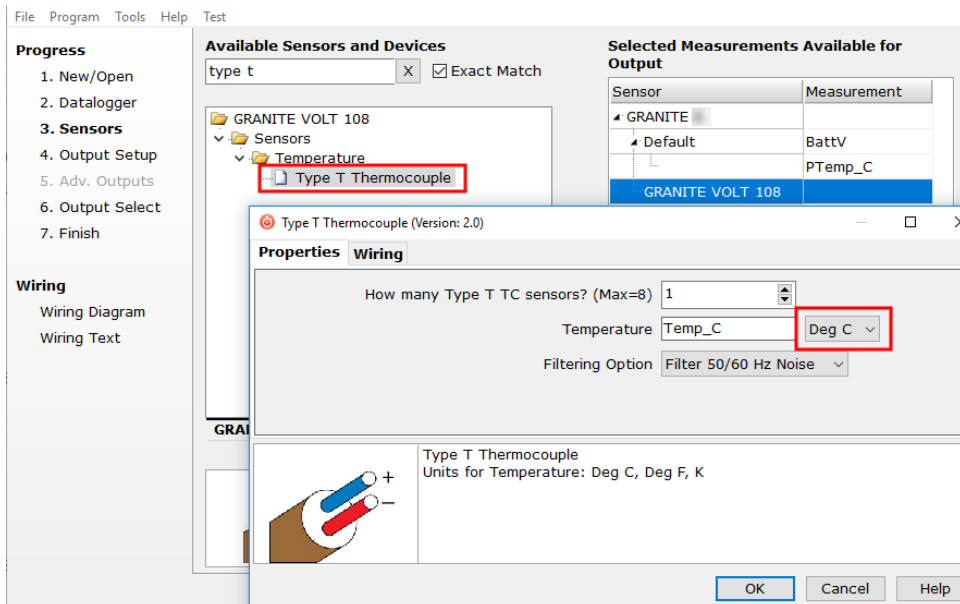 File Program Tools Help Test
Progress
1. New/Open
2. Datalogger
3. Sensors
4. Output Setup
5. Adv. Outputs
6. Output Select
7. Finish
Wiring
Wiring Diagram
Wiring Text
Available Sensors and Devices
type t X Exact Match
GRANITE VOLT 108
Sensors
Temperature
Type T Thermocouple
Selected Measurements Available for
Output
Sensor Measurement
GRANITE
Default BattV
PTemp_C
GRANITE VOLT 108
Type T Thermocouple (Version: 2.0)
Properties Wiring
How many Type T TC sensors? (Max=8) 1
Temperature Temp_C Deg C
Filtering Option Filter 50/60 Hz Noise
Type T Thermocouple
Units for Temperature: Deg C, Deg F, K
+
−
OK Cancel Help